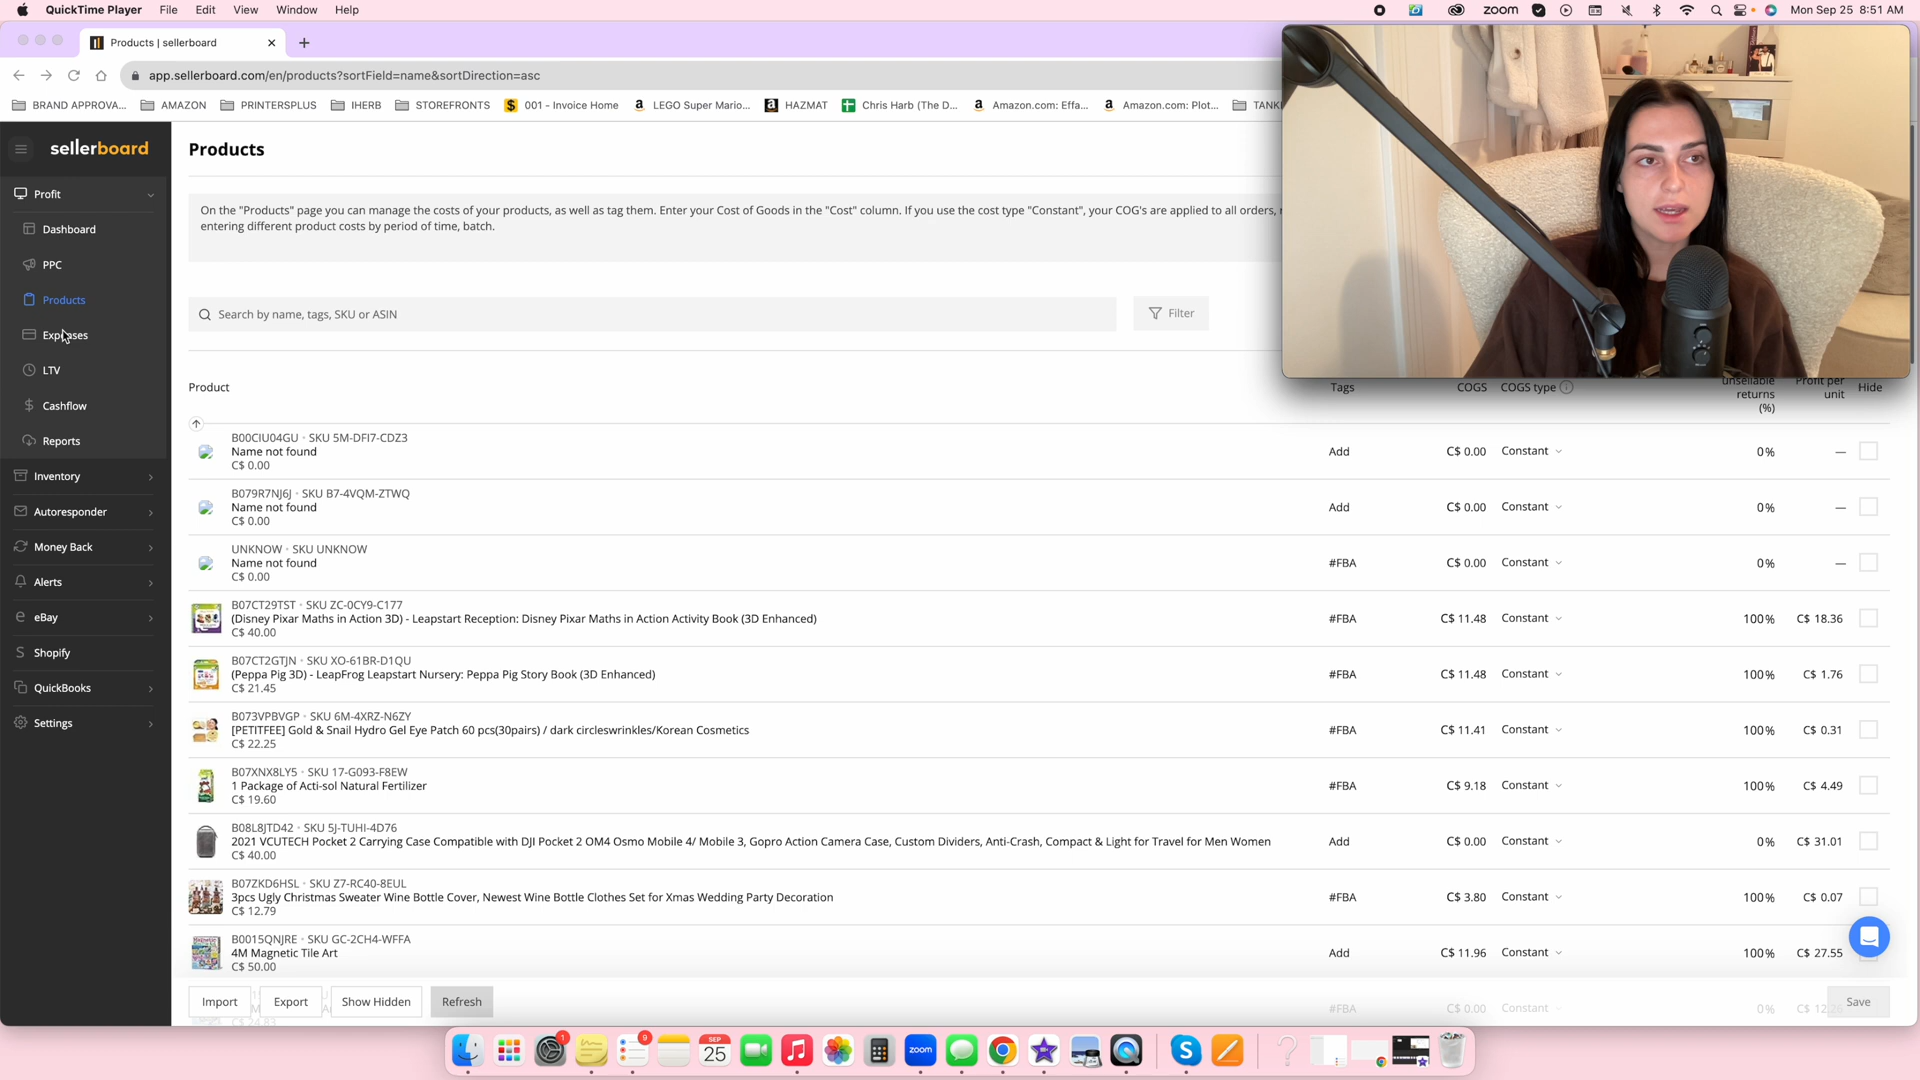 QuickTime Player File Edit View Window Help
zoom Mon Sep 25 8:51 AM
Products | sellerboard
app.sellerboard.com/en/products?sortField=name&sortDirection=asc
BRAND APPROVA... AMAZON PRINTERSPLUS IHERB STOREFRONTS 001 - Invoice Home LEGO Super Mario... HAZMAT Chris Harb (The D... Amazon.com: Effa... Amazon.com: Plot...
sellerboard
Profit
Dashboard
PPC
Products
Expenses
LTV
Cashflow
Reports
Inventory
Autoresponder
Money Back
Alerts
eBay
Shopify
QuickBooks
Settings
Products
On the "Products" page you can manage the costs of your products, as well as tag them. Enter your Cost of Goods in the "Cost" column. If you use the cost type "Constant", your COG's are applied to all orders,
entering different product costs by period of time, batch.
Search by name, tags, SKU or ASIN
Filter
Product Tags COGS COGS type unsellable returns (%) Profit per unit Hide
B00CIU04GU · SKU 5M-DFI7-CDZ3
Name not found Add C$ 0.00 Constant 0% —
C$ 0.00
B079R7NJ6J · SKU B7-4VQM-ZTWQ
Name not found Add C$ 0.00 Constant 0% —
C$ 0.00
UNKNOW · SKU UNKNOW
Name not found #FBA C$ 0.00 Constant 0% —
C$ 0.00
B07CT29TST · SKU ZC-0CY9-C177
(Disney Pixar Maths in Action 3D) - Leapstart Reception: Disney Pixar Maths in Action Activity Book (3D Enhanced) #FBA C$ 11.48 Constant 100% C$ 18.36
C$ 40.00
B07CT2GTJN · SKU XO-61BR-D1QU
(Peppa Pig 3D) - LeapFrog Leapstart Nursery: Peppa Pig Story Book (3D Enhanced) #FBA C$ 11.48 Constant 100% C$ 1.76
C$ 21.45
B073VPBVGP · SKU 6M-4XRZ-N6ZY
[PETITFEE] Gold & Snail Hydro Gel Eye Patch 60 pcs(30pairs) / dark circleswrinkles/Korean Cosmetics #FBA C$ 11.41 Constant 100% C$ 0.31
C$ 22.25
B07XNX8LY5 · SKU 17-G093-F8EW
1 Package of Acti-sol Natural Fertilizer #FBA C$ 9.18 Constant 100% C$ 4.49
C$ 19.60
B08L8JTD42 · SKU 5J-TUHI-4D76
2021 VCUTECH Pocket 2 Carrying Case Compatible with DJI Pocket 2 OM4 Osmo Mobile 4/ Mobile 3, Gopro Action Camera Case, Custom Dividers, Anti-Crash, Compact & Light for Travel for Men Women Add C$ 0.00 Constant 0% C$ 31.01
C$ 40.00
B07ZKD6HSL · SKU Z7-RC40-8EUL
3pcs Ugly Christmas Sweater Wine Bottle Cover, Newest Wine Bottle Clothes Set for Xmas Wedding Party Decoration #FBA C$ 3.80 Constant 100% C$ 0.07
C$ 12.79
B0015QNJRE · SKU GC-2CH4-WFFA
4M Magnetic Tile Art Add C$ 11.96 Constant 100% C$ 27.55
C$ 50.00
Import Export Show Hidden Refresh #FBA C$ 0.00 Constant 0% Save
C$ 24.83
1 9 SEP 25 zoom